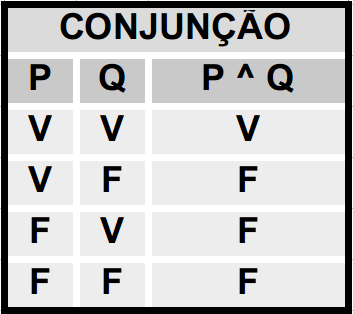 CONJUNÇÃO
P Q P ^ Q
V V V
V F F
F V F
F F F